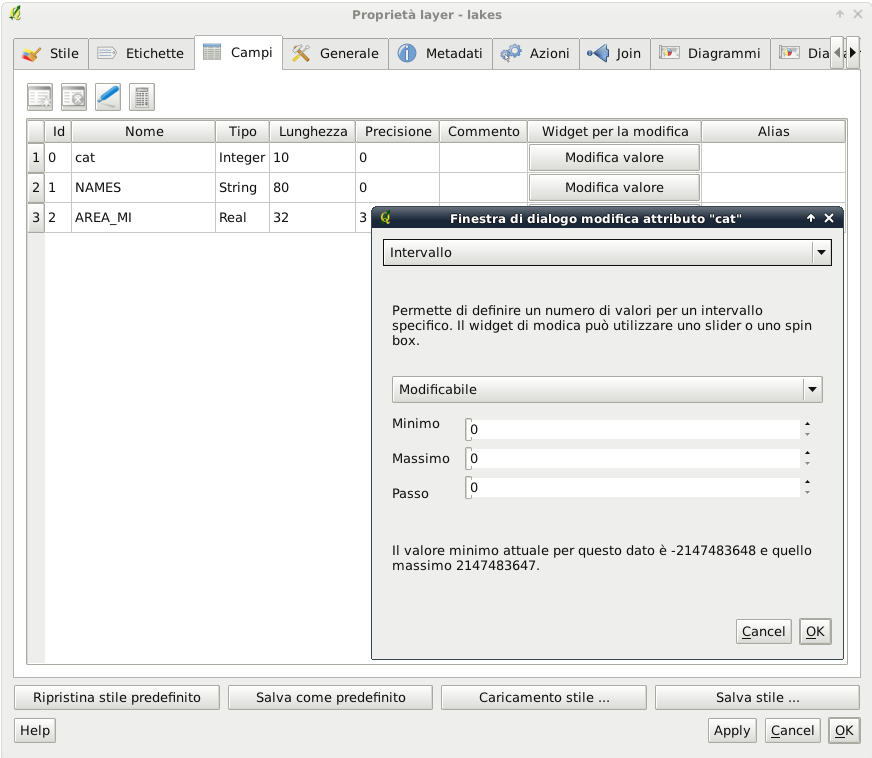 Proprietà layer - lakes
Stile Etichette Campi Generale Metadati Azioni Join Diagrammi
Id Nome Tipo Lunghezza Precisione Commento Widget per la modifica Alias
1 0 cat Integer 10 0 Modifica valore
2 1 NAMES String 80 0 Modifica valore
3 2 AREA_MI Real 32 3
Finestra di dialogo modifica attributo "cat"
Intervallo
Permette di definire un numero di valori per un intervallo
specifico. Il widget di modica può utilizzare uno slider o uno spin
box.
Modificabile
Minimo 0
Massimo 0
Passo 0
Il valore minimo attuale per questo dato è -2147483648 e quello
massimo 2147483647.
Cancel OK
Ripristina stile predefinito Salva come predefinito Caricamento stile ... Salva stile ...
Help Apply Cancel OK